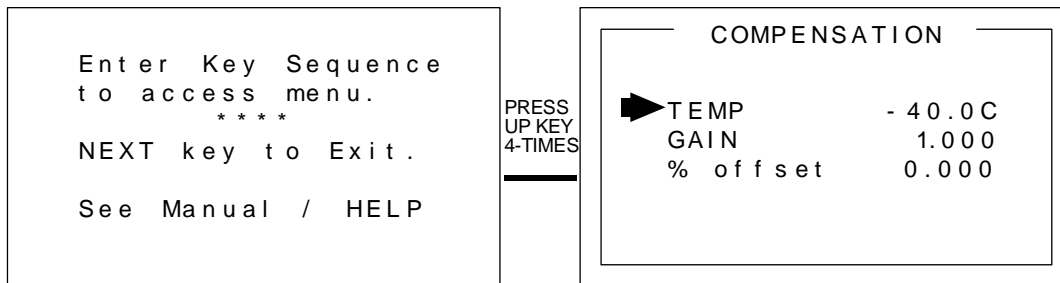 Enter Key Sequence
to access menu.
****
NEXT key to Exit.
See Manual / HELP
PRESS
UP KEY
4-TIMES
COMPENSATION
TEMP -40.0C
GAIN 1.000
% offset 0.000